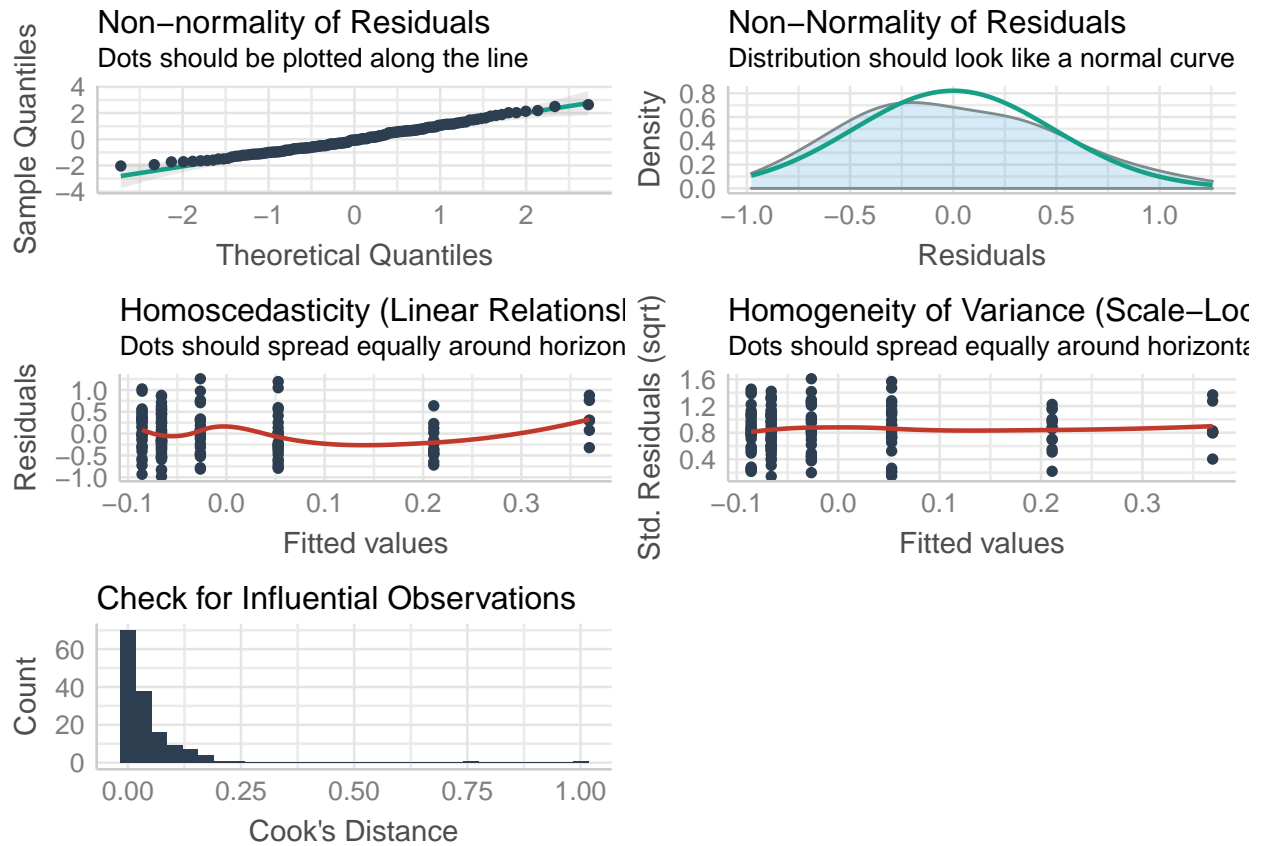 Non−normality of Residuals
Dots should be plotted along the line
Sample Quantiles
4
2
0
−2
−4
−2 −1 0 1 2
Theoretical Quantiles
Non−Normality of Residuals
Distribution should look like a normal curve
Density
0.8
0.6
0.4
0.2
0.0
−1.0 −0.5 0.0 0.5 1.0
Residuals
Homoscedasticity (Linear Relationsl
Dots should spread equally around horizon
Residuals
1.0
0.5
0.0
−0.5
−1.0
−0.1 0.0 0.1 0.2 0.3
Fitted values
Homogeneity of Variance (Scale−Loc
Dots should spread equally around horizonta
Std. Residuals (sqrt)
1.6
1.2
0.8
0.4
−0.1 0.0 0.1 0.2 0.3
Fitted values
Check for Influential Observations
Count
60
40
20
0
0.00 0.25 0.50 0.75 1.00
Cook's Distance